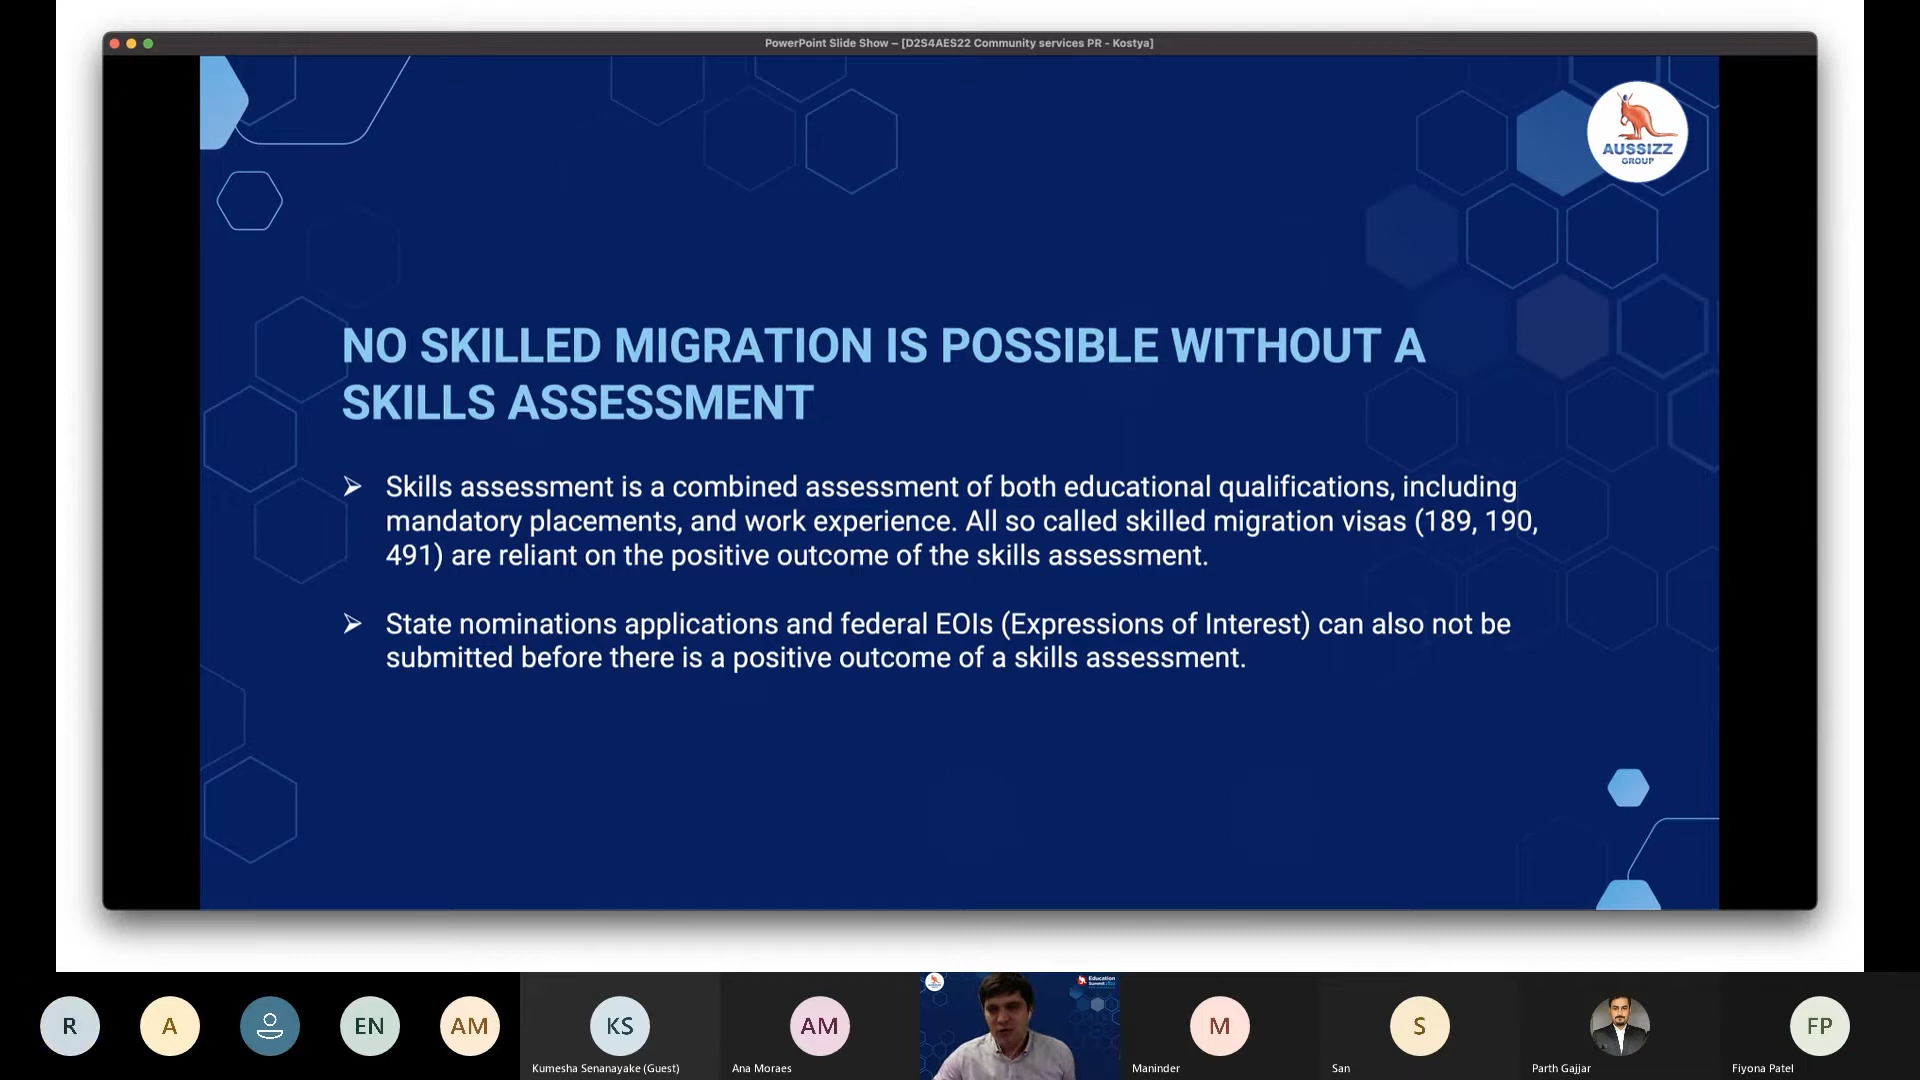 PowerPoint Slide Show – [D2S4AES22 Community services PR - Kostya]
AUSSIZZ
GROUP
NO SKILLED MIGRATION IS POSSIBLE WITHOUT A
SKILLS ASSESSMENT
➢ Skills assessment is a combined assessment of both educational qualifications, including
mandatory placements, and work experience. All so called skilled migration visas (189, 190,
491) are reliant on the positive outcome of the skills assessment.
➢ State nominations applications and federal EOIs (Expressions of Interest) can also not be
submitted before there is a positive outcome of a skills assessment.
R
A
EN
AM
KS
Kumesha Senanayake (Guest)
AM
Ana Moraes
Education
Summit
M
Maninder
S
San
Parth Gajjar
FP
Fiyona Patel